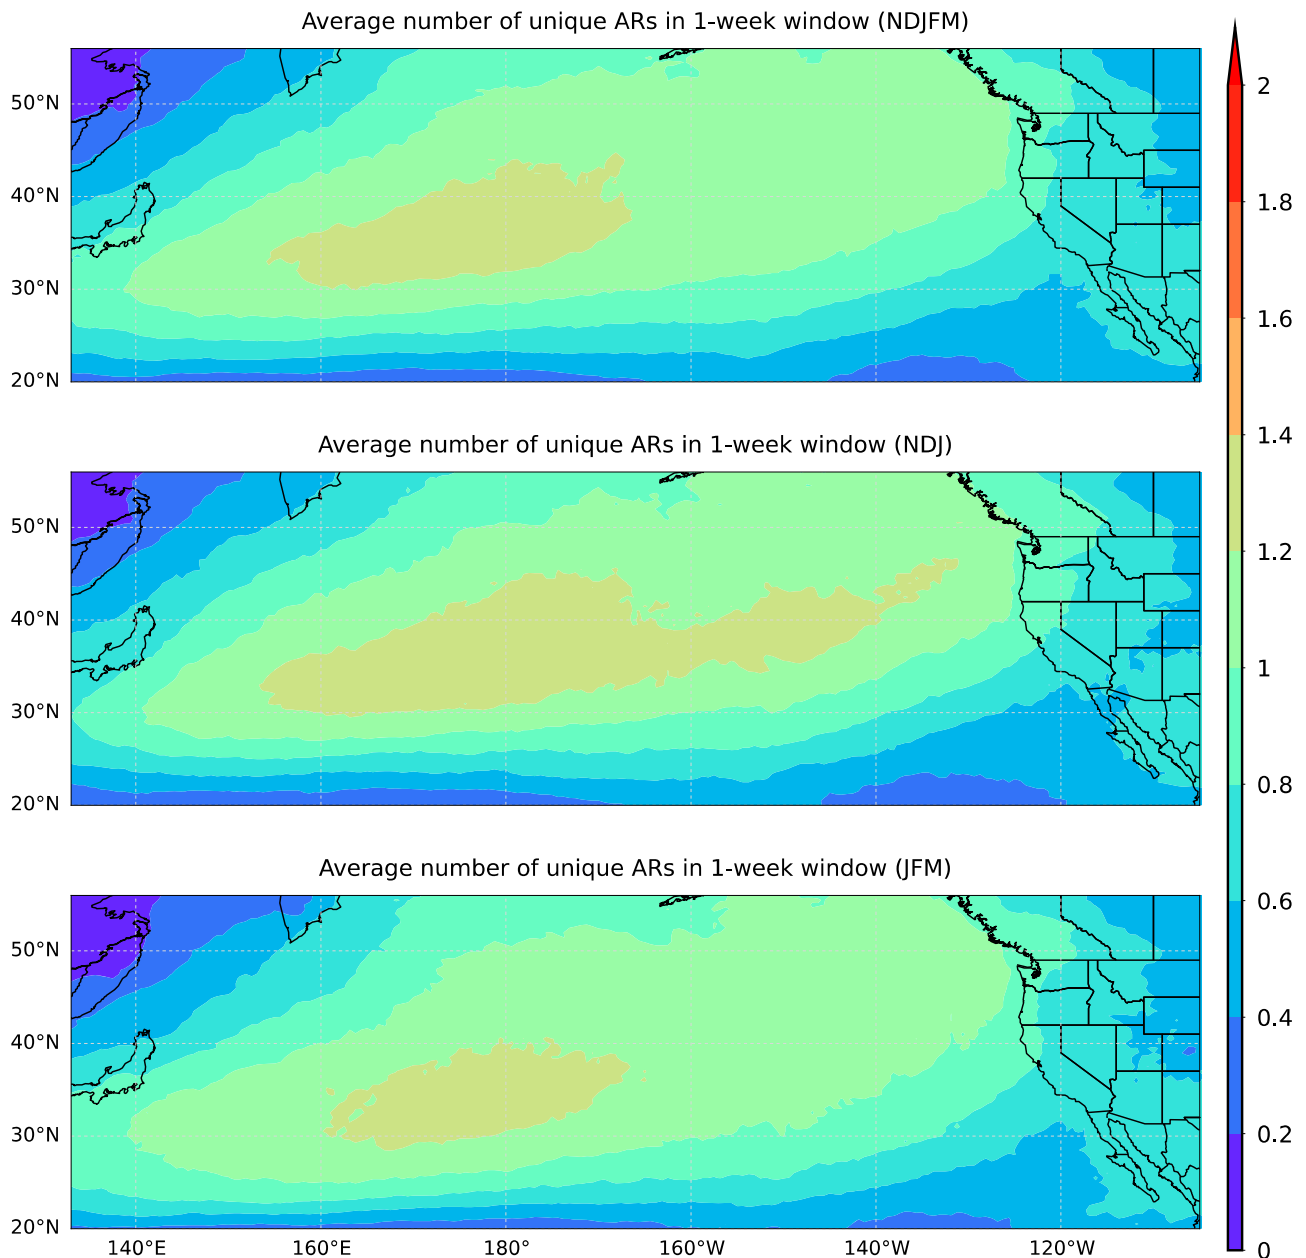 Average number of unique ARs in 1-week window (NDJFM)
50°N
40°N
30°N
20°N
Average number of unique ARs in 1-week window (NDJ)
50°N
40°N
30°N
20°N
Average number of unique ARs in 1-week window (JFM)
50°N
40°N
30°N
20°N
140°E 160°E 180° 160°W 140°W 120°W
2
1.8
1.6
1.4
1.2
1
0.8
0.6
0.4
0.2
0